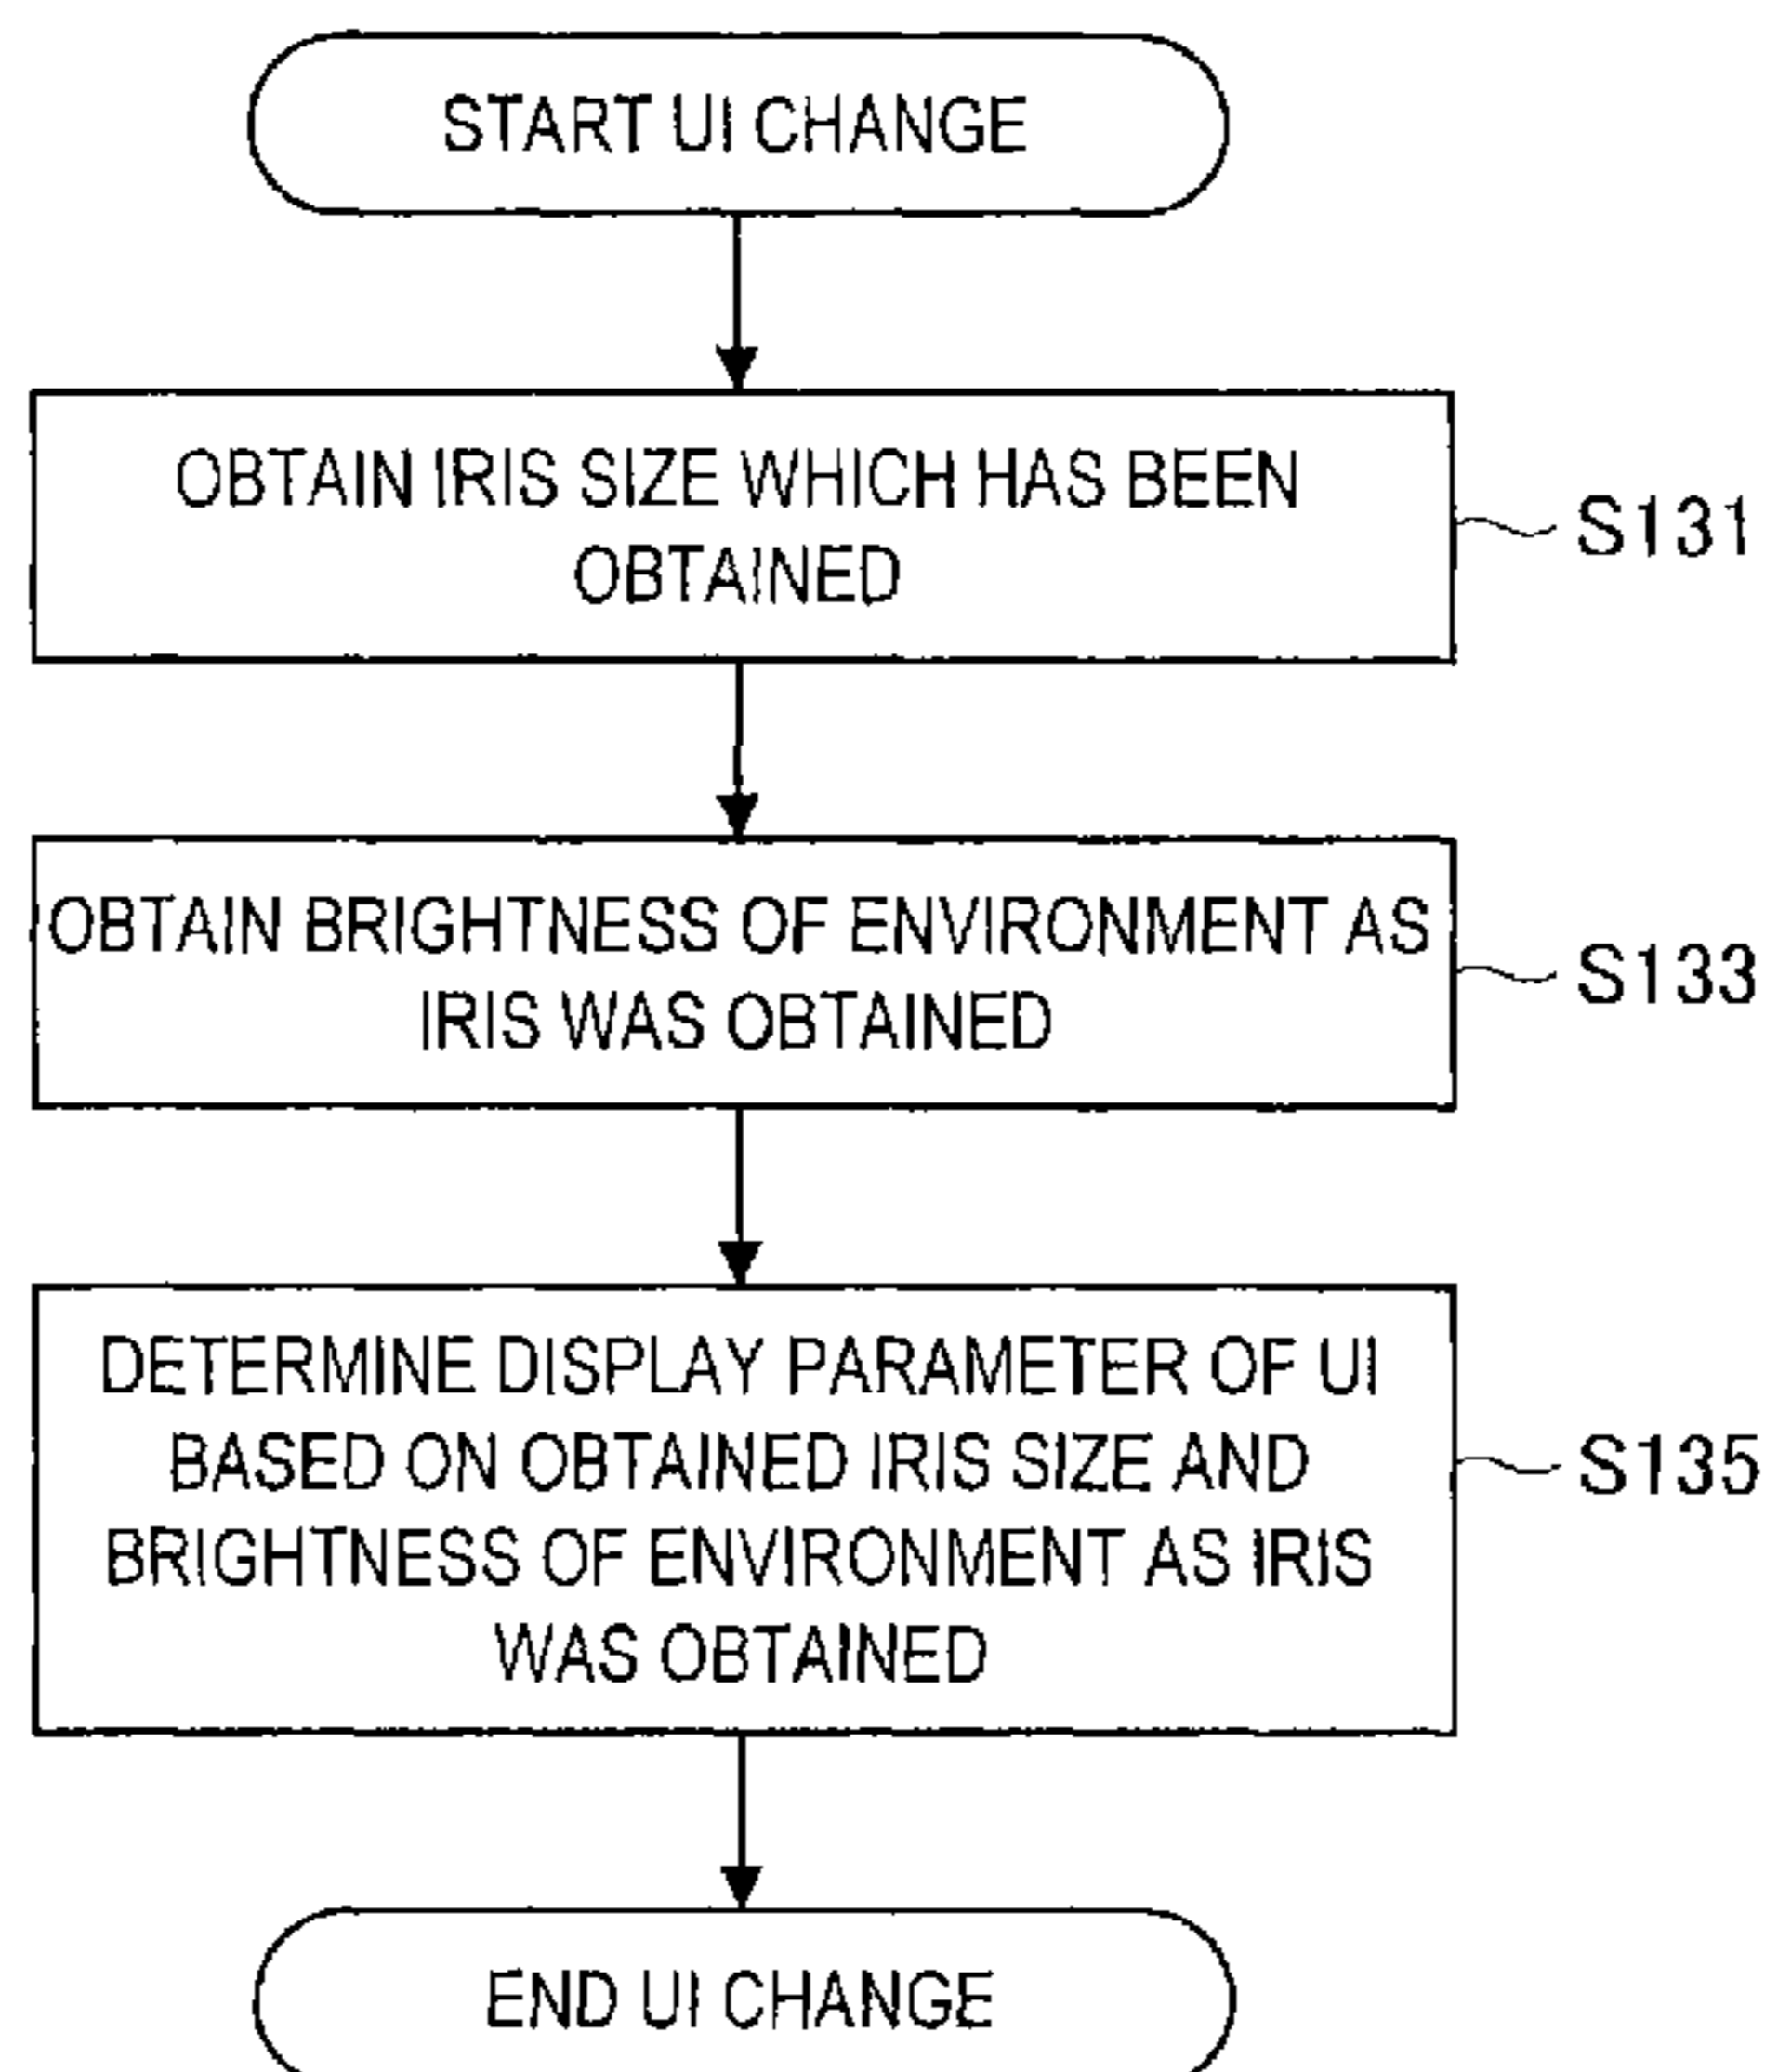 START UI CHANGE
OBTAIN IRIS SIZE WHICH HAS BEEN
OBTAINED
S131
OBTAIN BRIGHTNESS OF ENVIRONMENT AS
IRIS WAS OBTAINED
S133
DETERMINE DISPLAY PARAMETER OF UI
BASED ON OBTAINED IRIS SIZE AND
BRIGHTNESS OF ENVIRONMENT AS IRIS
WAS OBTAINED
S135
END UI CHANGE